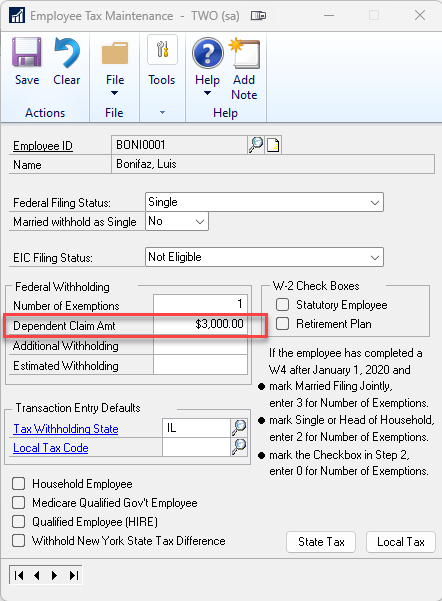 Employee Tax Maintenance - TWO (sa)
Save Clear File Tools Help Add Note
Actions File Help
Employee ID BONI0001
Name Bonifaz, Luis
Federal Filing Status: Single
Married withhold as Single No
EIC Filing Status: Not Eligible
Federal Withholding
Number of Exemptions 1
Dependent Claim Amt $3,000.00
Additional Withholding
Estimated Withholding
W-2 Check Boxes
Statutory Employee
Retirement Plan
If the employee has completed a
W4 after January 1, 2020 and
● mark Married Filing Jointly,
enter 3 for Number of Exemptions.
● mark Single or Head of Household,
enter 2 for Number of Exemptions.
● mark the Checkbox in Step 2,
enter 0 for Number of Exemptions.
Transaction Entry Defaults
Tax Withholding State IL
Local Tax Code
Household Employee
Medicare Qualified Gov't Employee
Qualified Employee (HIRE)
Withhold New York State Tax Difference
State Tax Local Tax